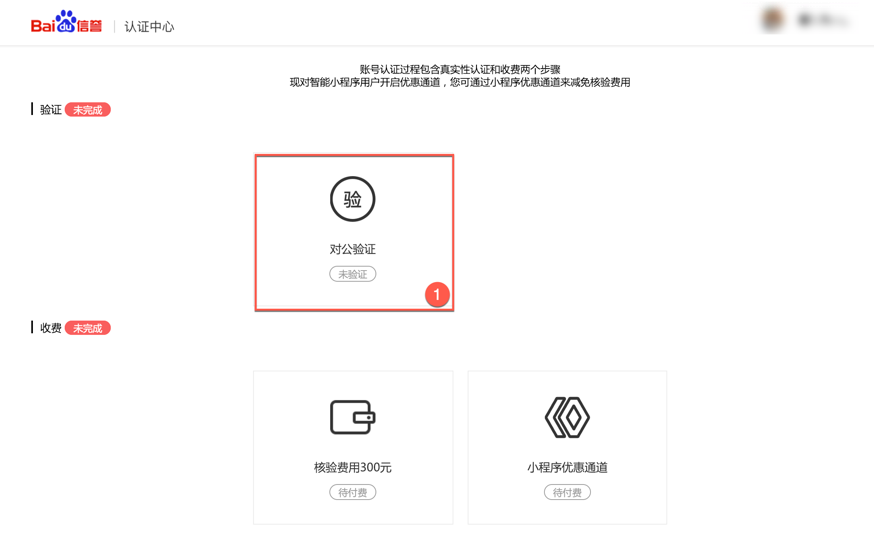 Baidu信誉 认证中心
账号认证过程包含真实性认证和收费两个步骤
现对智能小程序用户开启优惠通道，您可通过小程序优惠通道来减免核验费用
验证 未完成
验
对公验证
未验证
1
收费 未完成
核验费用300元
待付费
小程序优惠通道
待付费